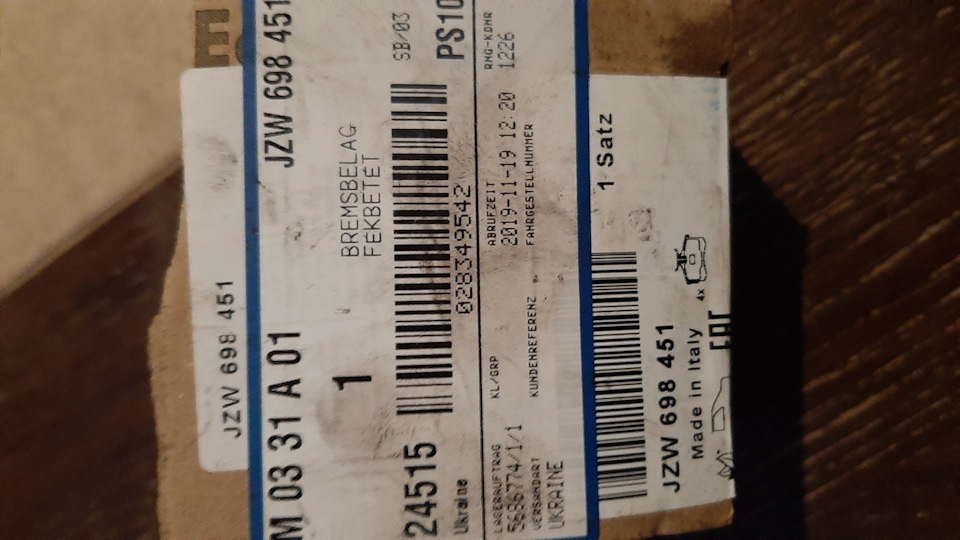 JZW 698 451
M 03 31 A 01
JZW 698 451
1
BREMSBELAG
FEKBETÉT
SB/03
24515
PS10
Ukraine
028349542
LAGERAUFTRAG
KL/GRP
ABRUFZEIT
RNG-KDNR
5686774/1/1
2019-11-19 12:20
1226
VERSANDART
KUNDENREFERENZ
FAHRGESTELLNUMMER
UKRAINE
1 Satz
JZW 698 451
Made in Italy
4x
EAC